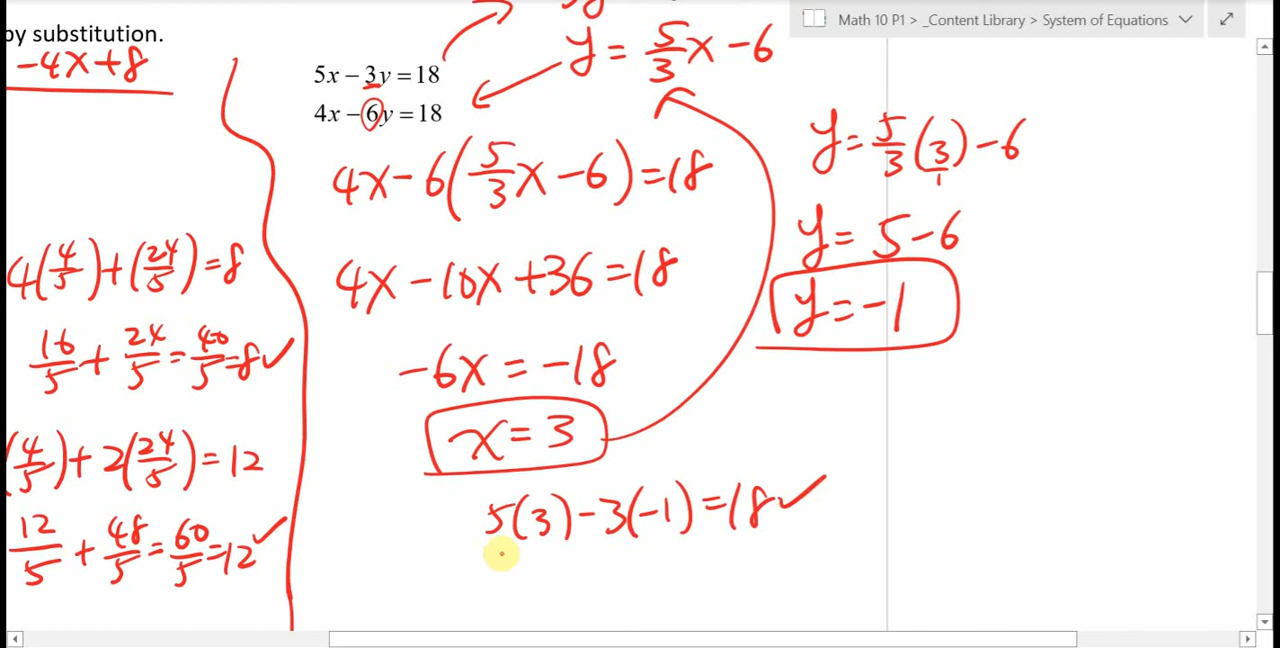 Math 10 P1 > _Content Library > System of Equations
by substitution.
-4x+8
4(4/5)+(24/5)=8
16/5 + 24/5 = 40/5 = 8 ✓
(4/5)+2(24/5)=12
12/5 + 48/5 = 60/5 = 12 ✓
y = 5/3x - 6
5x - 3y = 18
4x - 6y = 18
4x - 6(5/3x - 6) = 18
4x - 10x + 36 = 18
-6x = -18
x = 3
5(3) - 3(-1) = 18 ✓
y = 5/3(3/1) - 6
y = 5 - 6
y = -1